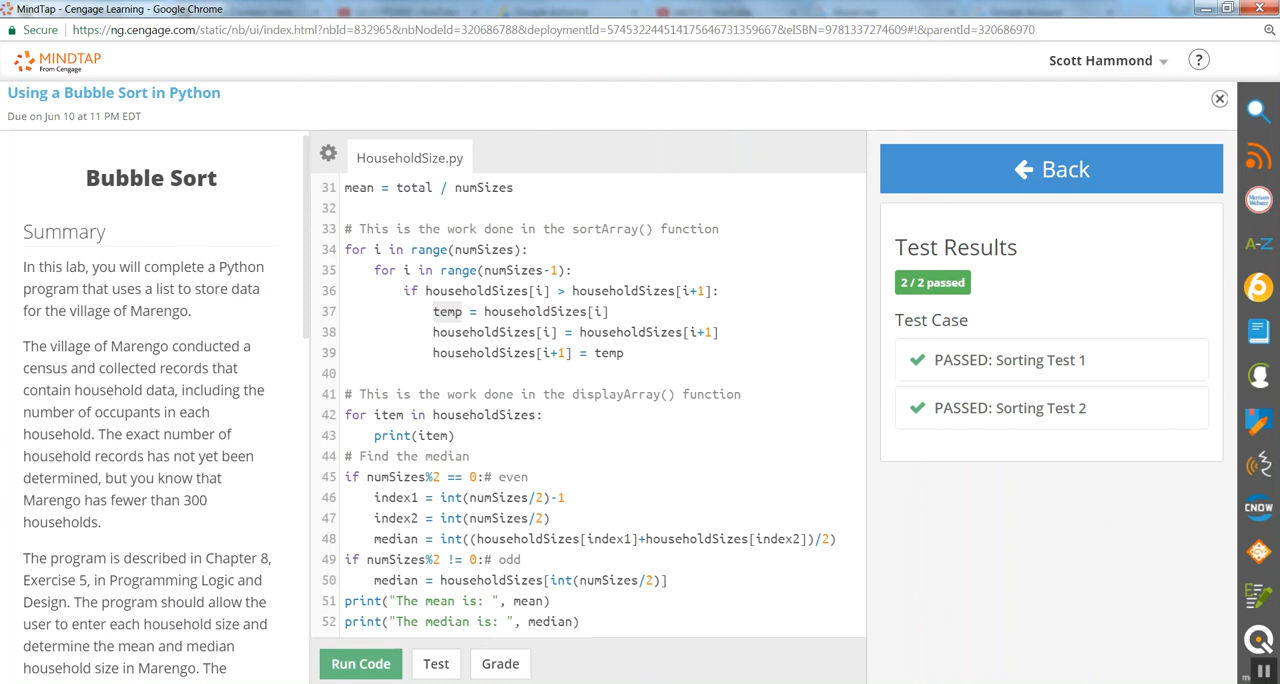 MindTap - Cengage Learning - Google Chrome
Secure
https://ng.cengage.com/static/nb/ui/index.html?nbId=832965&nbNodeId=320686788&deploymentId=57453224451417564673135966​7&eISBN=9781337274609#!&parentId=320686970
MINDTAP
From Cengage
Scott Hammond
?
Using a Bubble Sort in Python
Due on Jun 10 at 11 PM EDT
Bubble Sort
Summary
In this lab, you will complete a Python
program that uses a list to store data
for the village of Marengo.
The village of Marengo conducted a
census and collected records that
contain household data, including the
number of occupants in each
household. The exact number of
household records has not yet been
determined, but you know that
Marengo has fewer than 300
households.
The program is described in Chapter 8,
Exercise 5, in Programming Logic and
Design. The program should allow the
user to enter each household size and
determine the mean and median
household size in Marengo. The
HouseholdSize.py
31 mean = total / numSizes
32
33 # This is the work done in the sortArray() function
34 for i in range(numSizes):
35     for i in range(numSizes-1):
36         if householdSizes[i] > householdSizes[i+1]:
37             temp = householdSizes[i]
38             householdSizes[i] = householdSizes[i+1]
39             householdSizes[i+1] = temp
40
41 # This is the work done in the displayArray() function
42 for item in householdSizes:
43     print(item)
44 # Find the median
45 if numSizes%2 == 0:# even
46     index1 = int(numSizes/2)-1
47     index2 = int(numSizes/2)
48     median = int((householdSizes[index1]+householdSizes[index2])/2)
49 if numSizes%2 != 0:# odd
50     median = householdSizes[int(numSizes/2)]
51 print("The mean is: ", mean)
52 print("The median is: ", median)
Run Code
Test
Grade
Back
Test Results
2 / 2 passed
Test Case
PASSED: Sorting Test 1
PASSED: Sorting Test 2
A-Z
CNOW